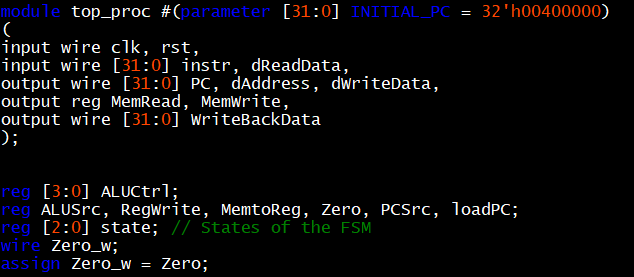 module top_proc #(parameter [31:0] INITIAL_PC = 32'h00400000)
(
input wire clk, rst,
input wire [31:0] instr, dReadData,
output wire [31:0] PC, dAddress, dWriteData,
output reg MemRead, MemWrite,
output wire [31:0] WriteBackData
);
reg [3:0] ALUCtrl;
reg ALUSrc, RegWrite, MemtoReg, Zero, PCSrc, loadPC;
reg [2:0] state; // States of the FSM
wire Zero_w;
assign Zero_w = Zero;